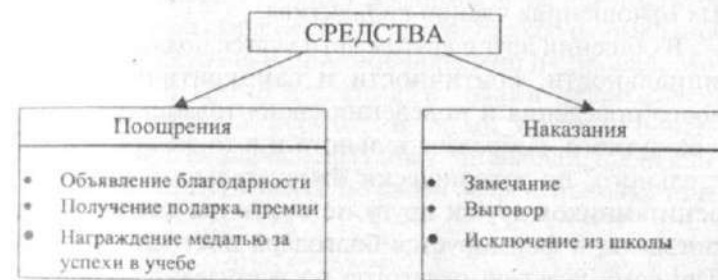 СРЕДСТВА
Поощрения
• Объявление благодарности
• Получение подарка, премии
• Награждение медалью за
успехи в учебе
Наказания
• Замечание
• Выговор
• Исключение из школы